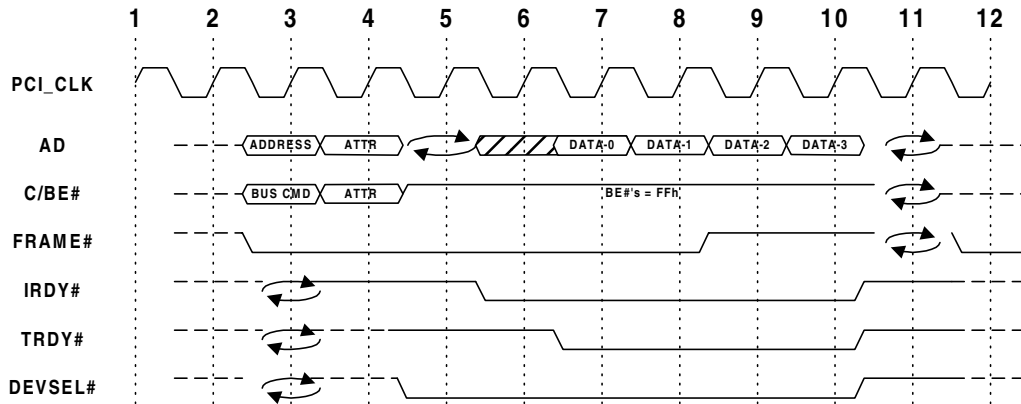 1 2 3 4 5 6 7 8 9 10 11 12
PCI_CLK
AD ADDRESS ATTR DATA-0 DATA-1 DATA-2 DATA-3
C/BE# BUS CMD ATTR BE#'s = FFh
FRAME#
IRDY#
TRDY#
DEVSEL#